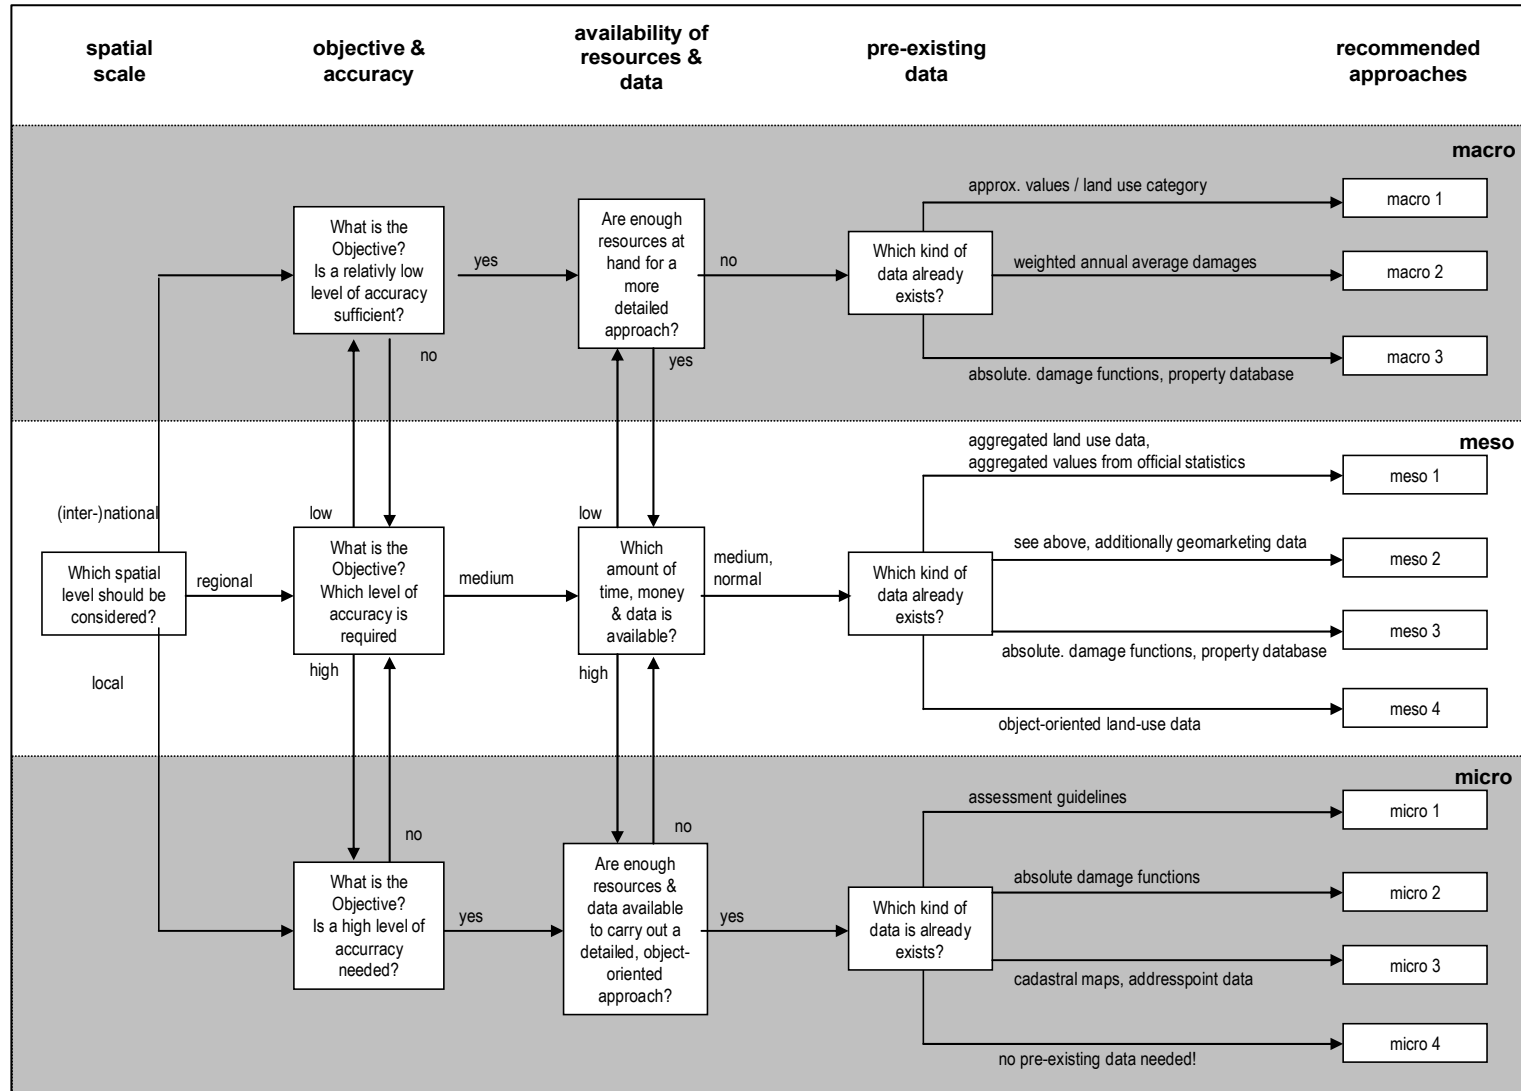 spatial
scale
objective &
accuracy
availability of
resources &
data
pre-existing
data
recommended
approaches
macro
What is the
Objective?
Is a relativly low
level of accuracy
sufficient?
yes
no
Are enough
resources at
hand for a
more
detailed
approach?
no
yes
Which kind of
data already
exists?
approx. values / land use category
macro 1
weighted annual average damages
macro 2
absolute. damage functions, property database
macro 3
meso
(inter-)national
Which spatial
level should be
considered?
regional
local
low
What is the
Objective?
Which level of
accuracy is
required
medium
high
low
Which
amount of
time, money
& data is
available?
medium,
normal
high
Which kind of
data already
exists?
aggregated land use data,
aggregated values from official statistics
meso 1
see above, additionally geomarketing data
meso 2
absolute. damage functions, property database
meso 3
object-oriented land-use data
meso 4
micro
no
What is the
Objective?
Is a high level of
accurracy
needed?
yes
no
Are enough
resources &
data available
to carry out a
detailed, object-
oriented
approach?
yes
Which kind of
data is already
exists?
assessment guidelines
micro 1
absolute damage functions
micro 2
cadastral maps, addresspoint data
micro 3
no pre-existing data needed!
micro 4